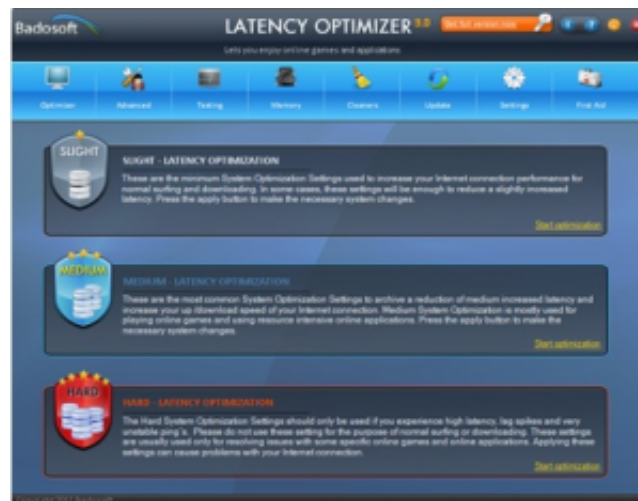 Badosoft
LATENCY OPTIMIZER 3.0
Get full version now
Lets you enjoy online games and applications
Optimizer Advanced Testing Memory Cleaners Update Settings First Aid
SLIGHT
SLIGHT - LATENCY OPTIMIZATION
These are the minimum System Optimization Settings used to increase your Internet connection performance for
normal surfing and downloading. In some cases, these settings will be enough to reduce a slightly increased
latency. Press the apply button to make the necessary system changes.
Start optimization
MEDIUM
MEDIUM - LATENCY OPTIMIZATION
These are the most common System Optimization Settings to archive a reduction of medium increased latency and
increase your up /download speed of your Internet connection. Medium System Optimization is mostly used for
playing online games and using resource intensive online applications. Press the apply button to make the
necessary system changes.
Start optimization
HARD
HARD - LATENCY OPTIMIZATION
The Hard System Optimization Settings should only be used if you experience high latency, lag spikes and very
unstable ping's. Please do not use these setting for the purpose of normal surfing or downloading. These settings
are usually used only for resolving issues with some specific online games and online applications. Applying these
settings can cause problems with your Internet connection.
Start optimization